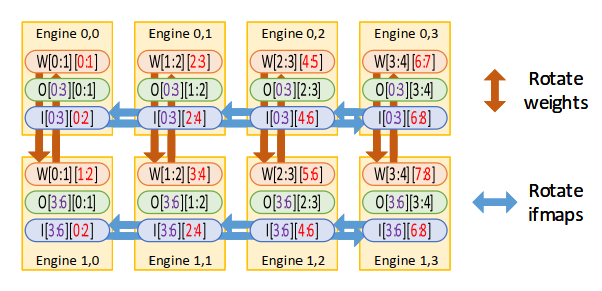 Engine 0,0 Engine 0,1 Engine 0,2 Engine 0,3
W[0:1][0:1] W[1:2][2:3] W[2:3][4:5] W[3:4][6:7]
O[0:3][0:1] O[0:3][1:2] O[0:3][2:3] O[0:3][3:4]
I[0:3][0:2] I[0:3][2:4] I[0:3][4:6] I[0:3][6:8]
W[0:1][1:2] W[1:2][3:4] W[2:3][5:6] W[3:4][7:8]
O[3:6][0:1] O[3:6][1:2] O[3:6][2:3] O[3:6][3:4]
I[3:6][0:2] I[3:6][2:4] I[3:6][4:6] I[3:6][6:8]
Engine 1,0 Engine 1,1 Engine 1,2 Engine 1,3
Rotate
weights
Rotate
ifmaps